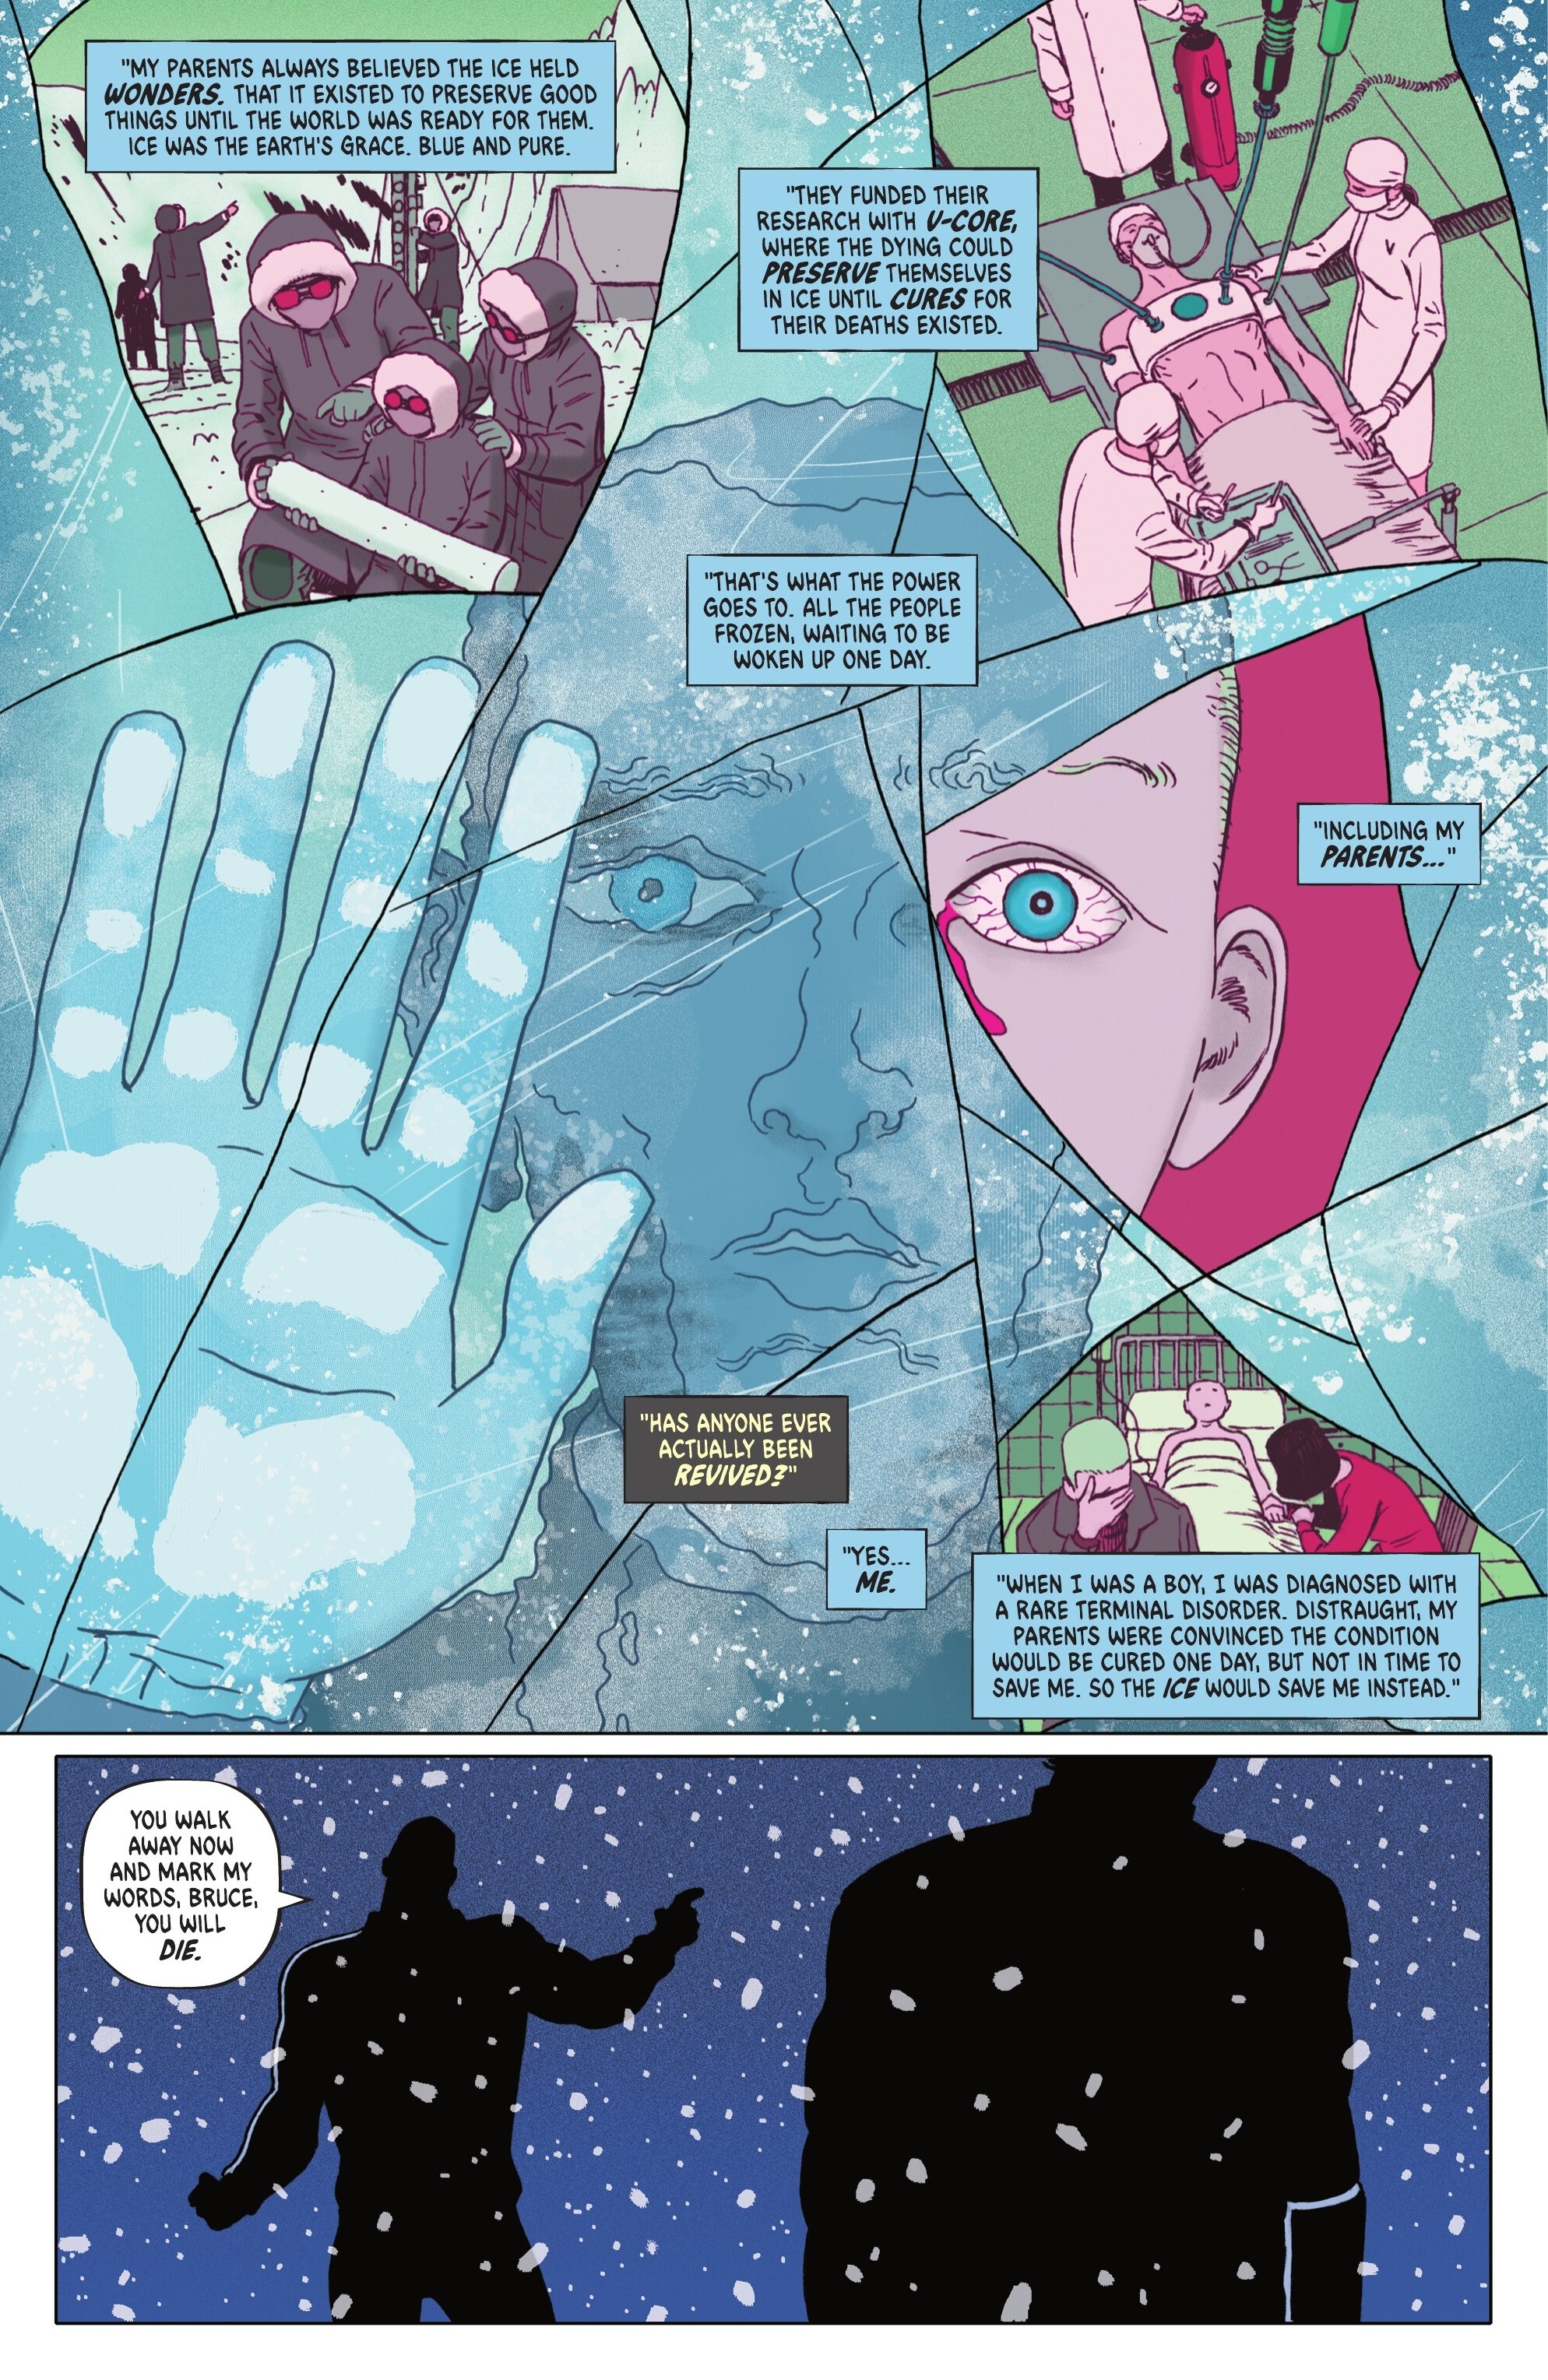 "MY PARENTS ALWAYS BELIEVED THE ICE HELD
WONDERS. THAT IT EXISTED TO PRESERVE GOOD
THINGS UNTIL THE WORLD WAS READY FOR THEM.
ICE WAS THE EARTH'S GRACE. BLUE AND PURE.
"THEY FUNDED THEIR
RESEARCH WITH V-CORE,
WHERE THE DYING COULD
PRESERVE THEMSELVES
IN ICE UNTIL CURES FOR
THEIR DEATHS EXISTED.
"THAT'S WHAT THE POWER
GOES TO. ALL THE PEOPLE
FROZEN, WAITING TO BE
WOKEN UP ONE DAY.
"INCLUDING MY
PARENTS..."
"HAS ANYONE EVER
ACTUALLY BEEN
REVIVED?"
"YES...
ME.
"WHEN I WAS A BOY, I WAS DIAGNOSED WITH
A RARE TERMINAL DISORDER. DISTRAUGHT, MY
PARENTS WERE CONVINCED THE CONDITION
WOULD BE CURED ONE DAY, BUT NOT IN TIME TO
SAVE ME. SO THE ICE WOULD SAVE ME INSTEAD."
YOU WALK
AWAY NOW
AND MARK MY
WORDS, BRUCE,
YOU WILL
DIE.